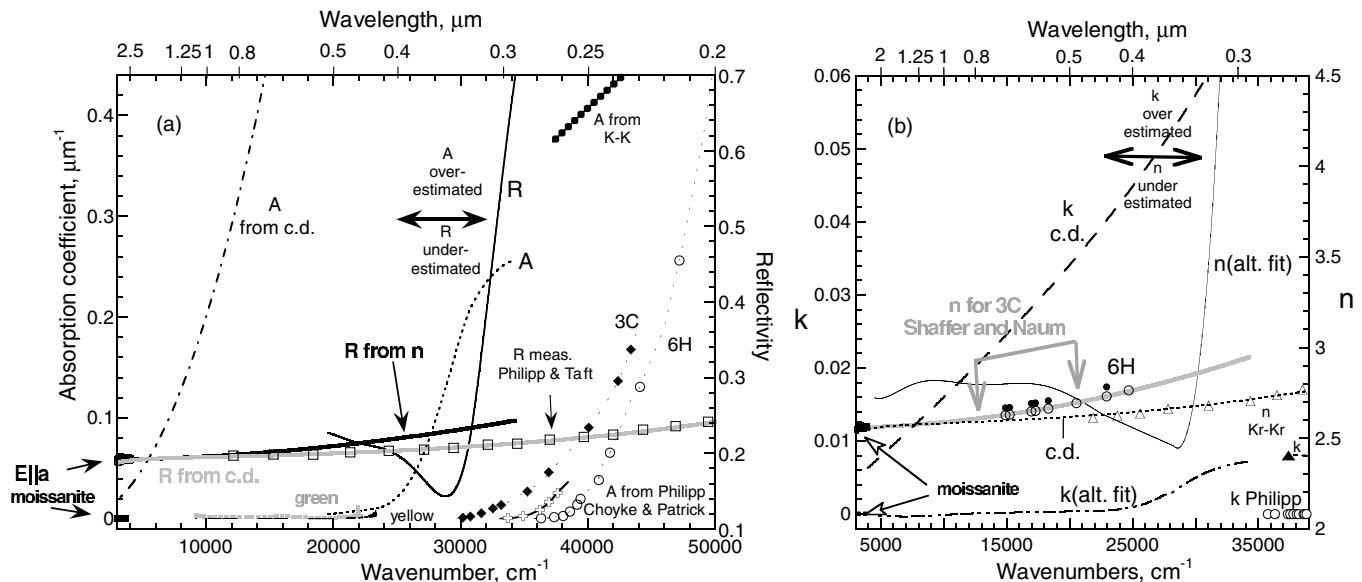 Wavelength, μm
2.5 1.25 1 0.8 0.5 0.4 0.3 0.25 0.2
(a)
Absorption coefficient, μm-1
0.4
0.3
0.2
0.1
0
0.7
0.6
0.5
0.4
0.3
0.2
0.1
Reflectivity
A from
K-K
A
over-
estimated
R
under-
estimated
R
A
A
from c.d.
R from n
R meas.
Philipp & Taft
3C
6H
E||a
moissanite
R from c.d.
green
yellow
A from Philipp
Choyke & Patrick
10000 20000 30000 40000 50000
Wavenumber, cm-1
Wavelength, μm
2 1.25 1 0.8 0.5 0.4 0.3
(b)
k
0.06
0.05
0.04
0.03
0.02
0.01
0
4.5
4
3.5
3
2.5
2
n
k
over
estimated
n
under
estimated
k
c.d.
n(alt. fit)
n for 3C
Shaffer and Naum
6H
n
Kr-Kr
c.d.
k
moissanite
k(alt. fit)
k Philipp
5000 15000 25000 35000
Wavenumbers, cm-1